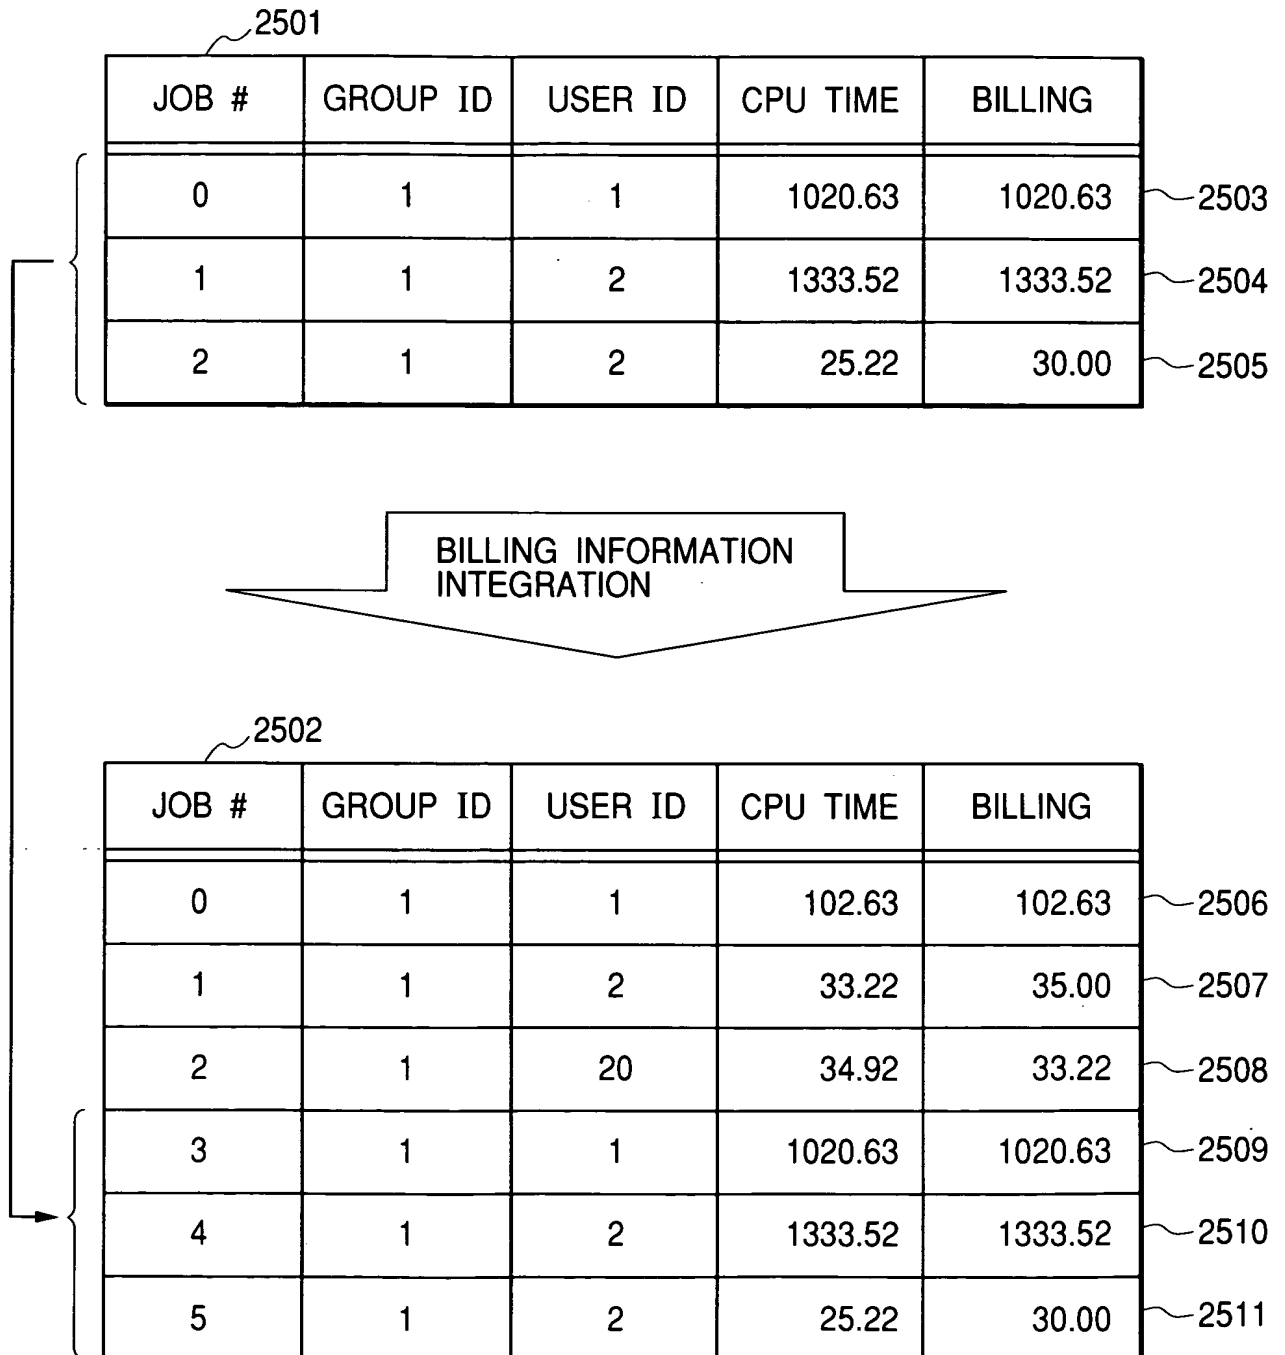 2501
JOB # GROUP ID USER ID CPU TIME BILLING
0 1 1 1020.63 1020.63 2503
1 1 2 1333.52 1333.52 2504
2 1 2 25.22 30.00 2505
BILLING INFORMATION
INTEGRATION
2502
JOB # GROUP ID USER ID CPU TIME BILLING
0 1 1 102.63 102.63 2506
1 1 2 33.22 35.00 2507
2 1 20 34.92 33.22 2508
3 1 1 1020.63 1020.63 2509
4 1 2 1333.52 1333.52 2510
5 1 2 25.22 30.00 2511